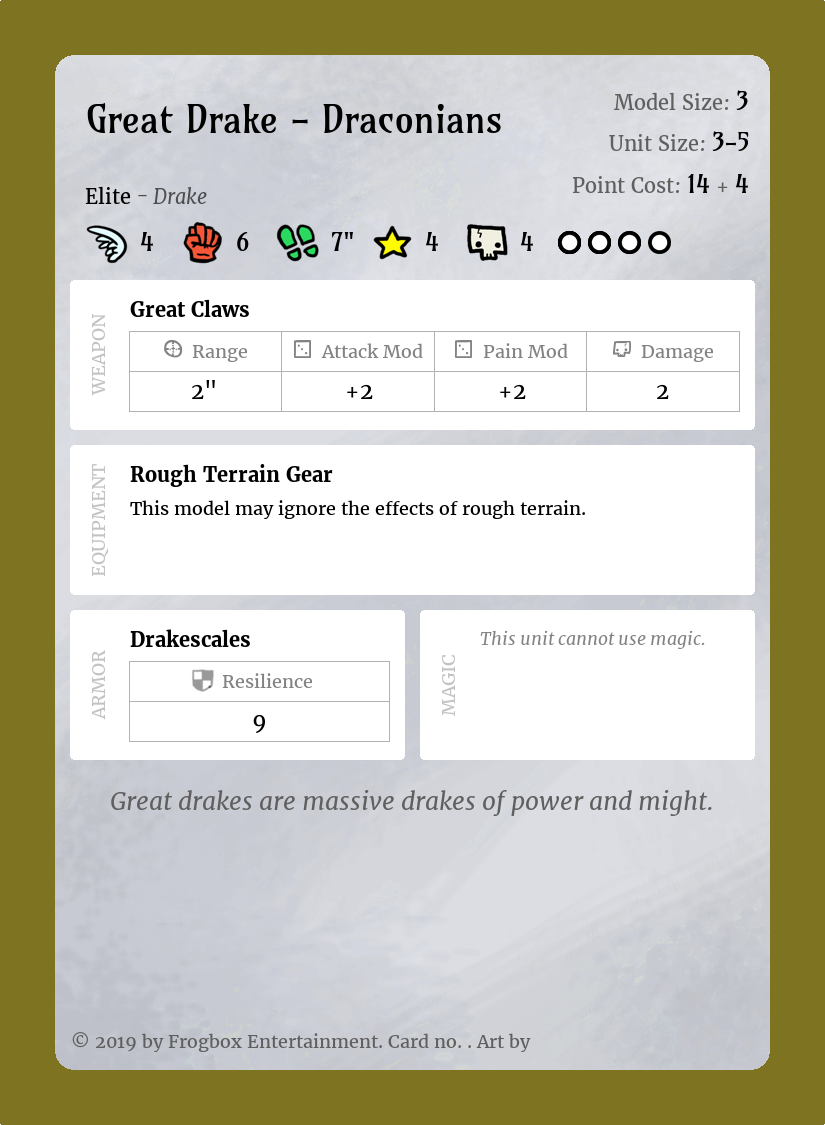 Great Drake – Draconians
Model Size: 3
Unit Size: 3–5
Point Cost: 14 + 4
Elite – Drake
4 6 7" 4 4
WEAPON
Great Claws
Range Attack Mod Pain Mod Damage
2" +2 +2 2
EQUIPMENT
Rough Terrain Gear
This model may ignore the effects of rough terrain.
ARMOR
Drakescales
Resilience
9
MAGIC
This unit cannot use magic.
Great drakes are massive drakes of power and might.
© 2019 by Frogbox Entertainment. Card no. . Art by